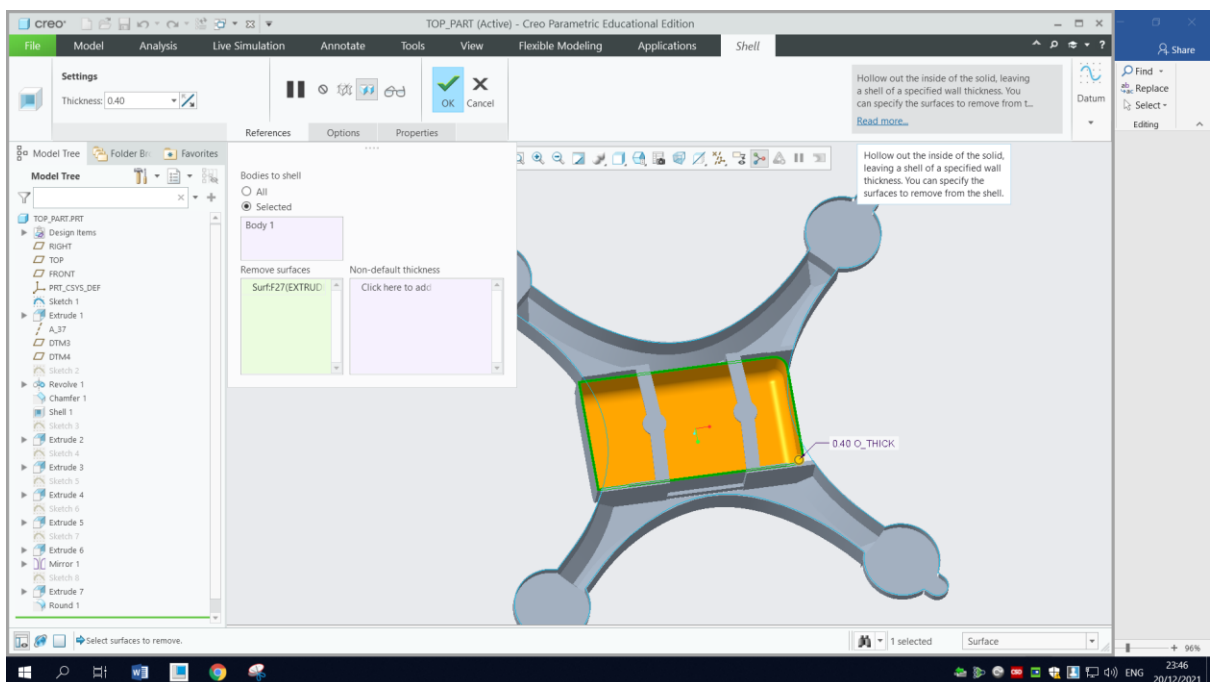 creo
TOP_PART (Active) - Creo Parametric Educational Edition
File Model Analysis Live Simulation Annotate Tools View Flexible Modeling Applications Shell
Share
Settings
Thickness: 0.40
OK Cancel
References Options Properties
Hollow out the inside of the solid, leaving
a shell of a specified wall thickness. You
can specify the surfaces to remove from t...
Read more...
Datum
Find
Replace
Select
Editing
Model Tree Folder Br Favorites
Model Tree
TOP_PART.PRT
Design Items
RIGHT
TOP
FRONT
PRT_CSYS_DEF
Sketch 1
Extrude 1
A_37
DTM3
DTM4
Sketch 2
Revolve 1
Chamfer 1
Shell 1
Sketch 3
Extrude 2
Sketch 4
Extrude 3
Sketch 5
Extrude 4
Sketch 6
Extrude 5
Sketch 7
Extrude 6
Mirror 1
Sketch 8
Extrude 7
Round 1
Bodies to shell
All
Selected
Body 1
Remove surfaces Non-default thickness
Surf:F27(EXTRUD Click here to add
Hollow out the inside of the solid,
leaving a shell of a specified wall
thickness. You can specify the
surfaces to remove from the shell.
0.40 O_THICK
Select surfaces to remove.
1 selected Surface
96%
ENG
23:46
20/12/2021